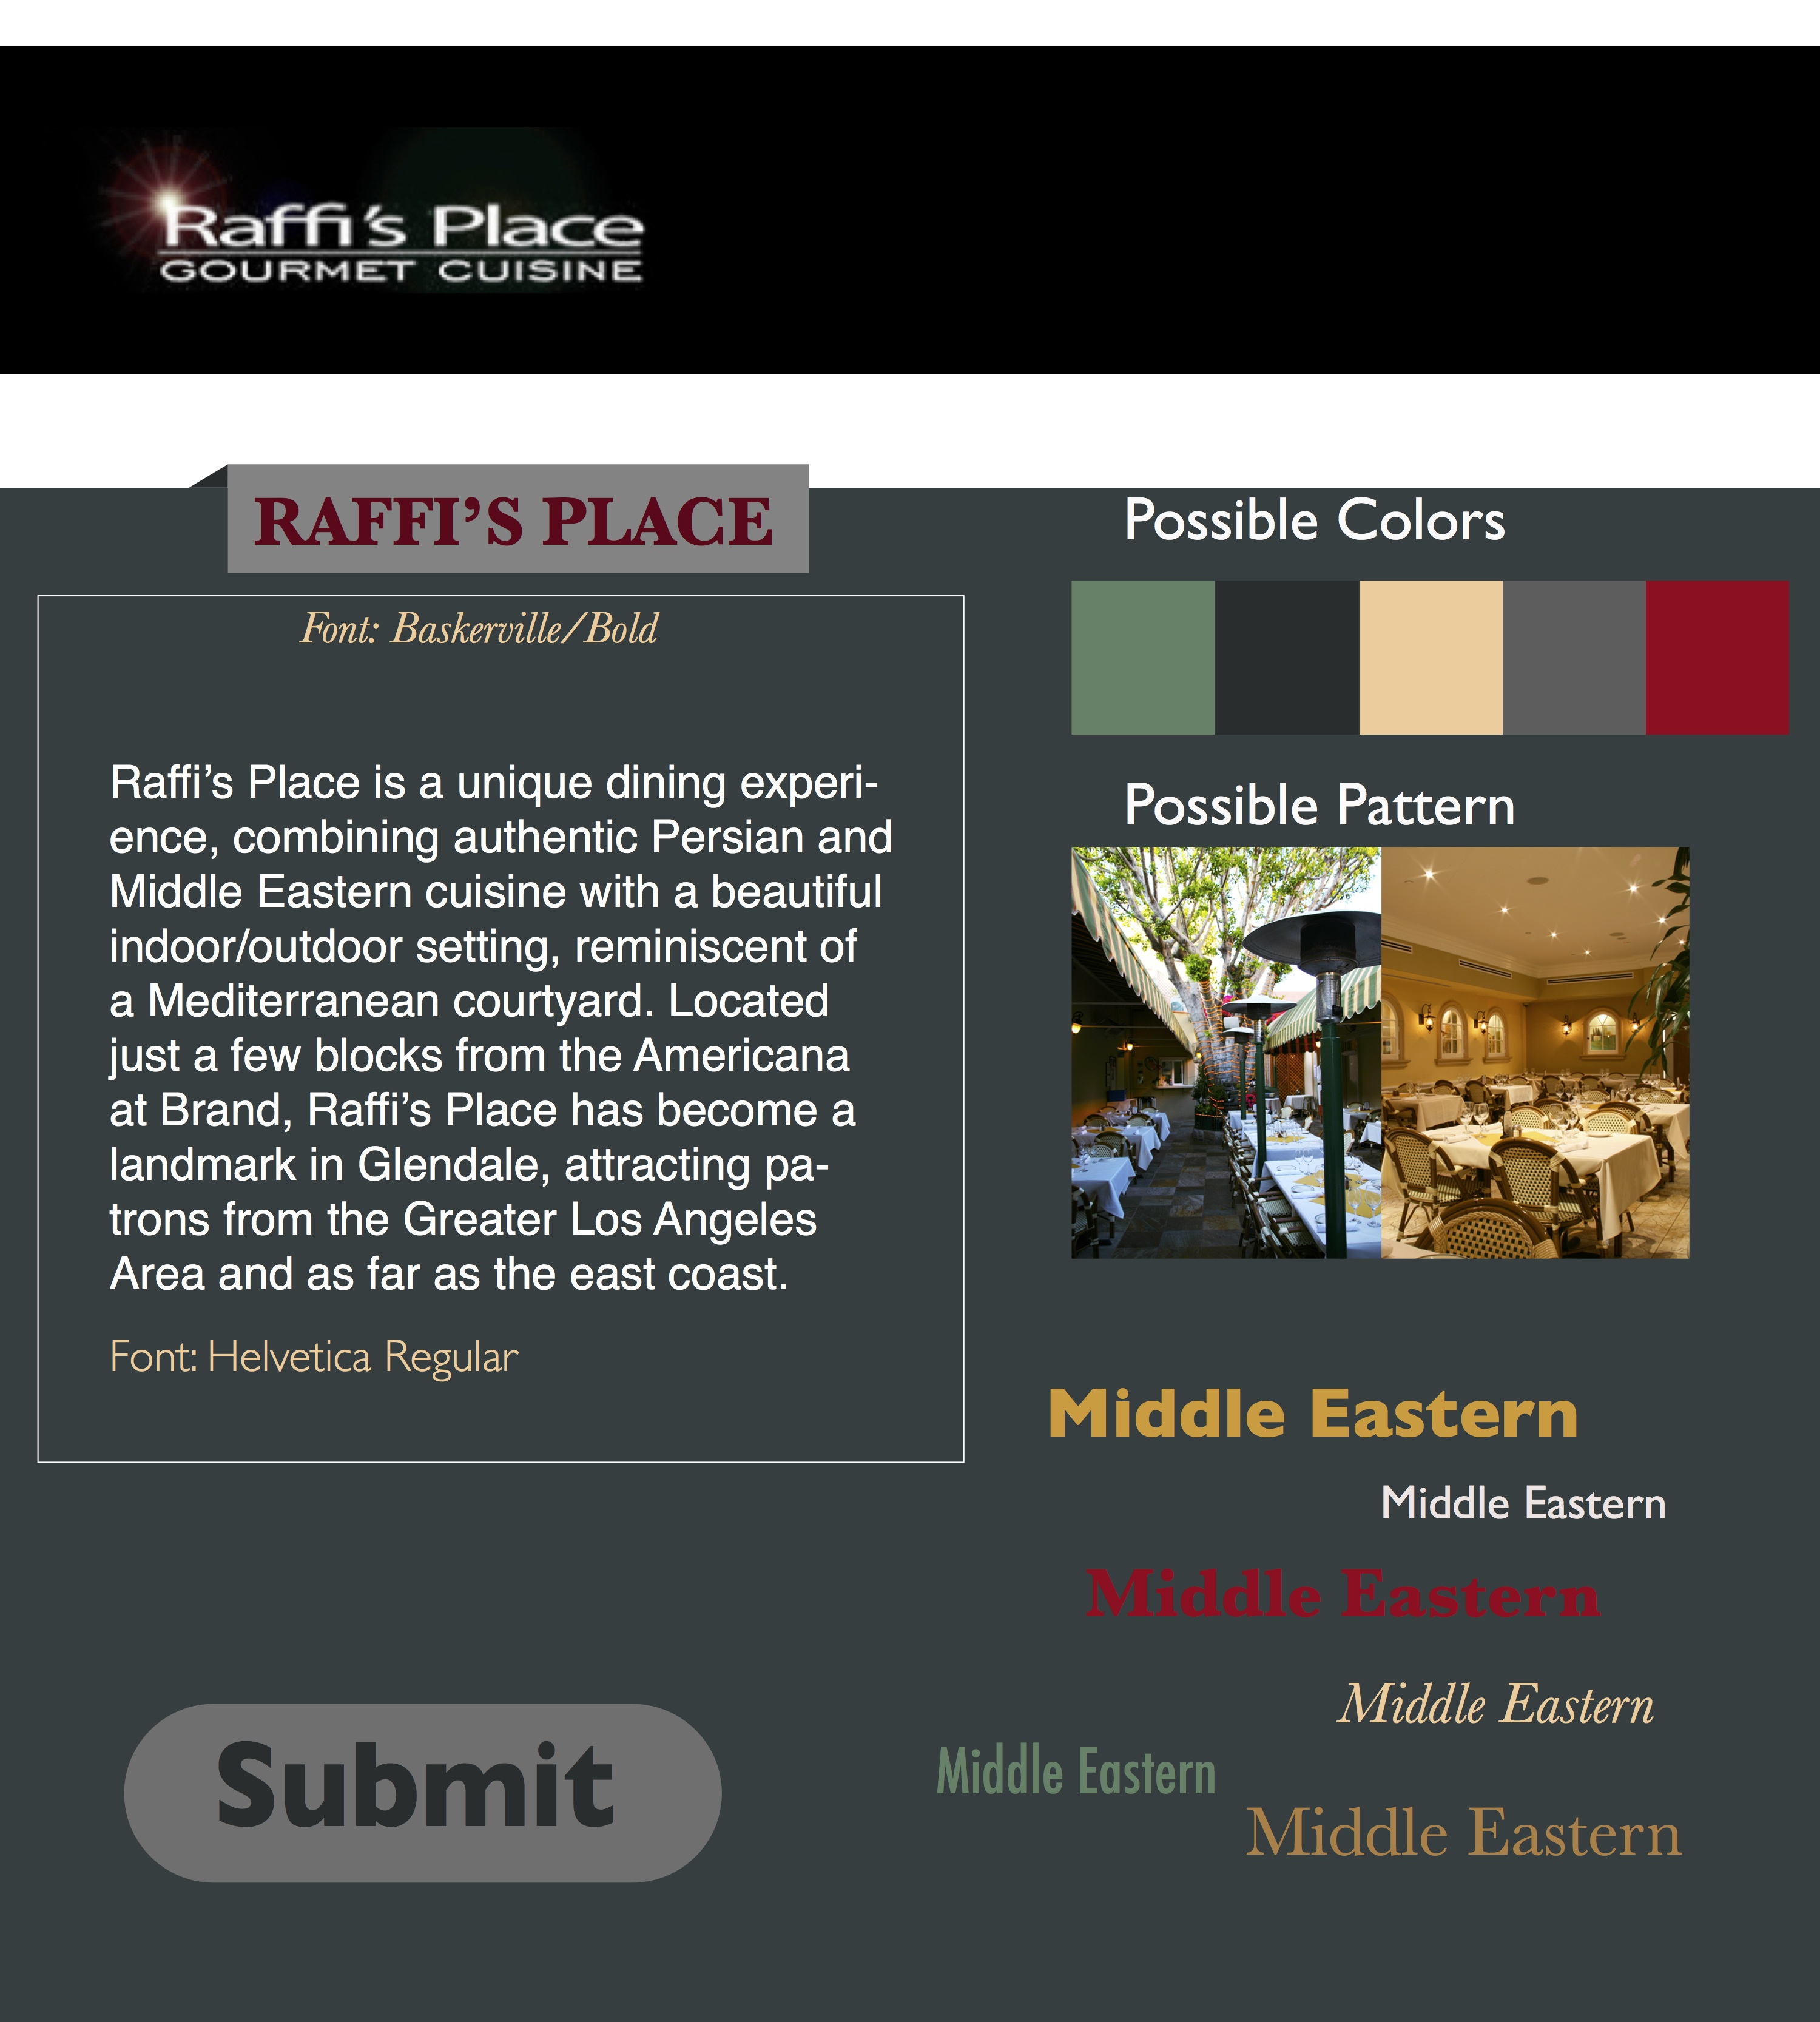 Raffi's Place
GOURMET CUISINE
RAFFI’S PLACE
Font: Baskerville/Bold
Raffi’s Place is a unique dining experi-
ence, combining authentic Persian and
Middle Eastern cuisine with a beautiful
indoor/outdoor setting, reminiscent of
a Mediterranean courtyard. Located
just a few blocks from the Americana
at Brand, Raffi’s Place has become a
landmark in Glendale, attracting pa-
trons from the Greater Los Angeles
Area and as far as the east coast.
Font: Helvetica Regular
Submit
Possible Colors
Possible Pattern
Middle Eastern
Middle Eastern
Middle Eastern
Middle Eastern
Middle Eastern
Middle Eastern